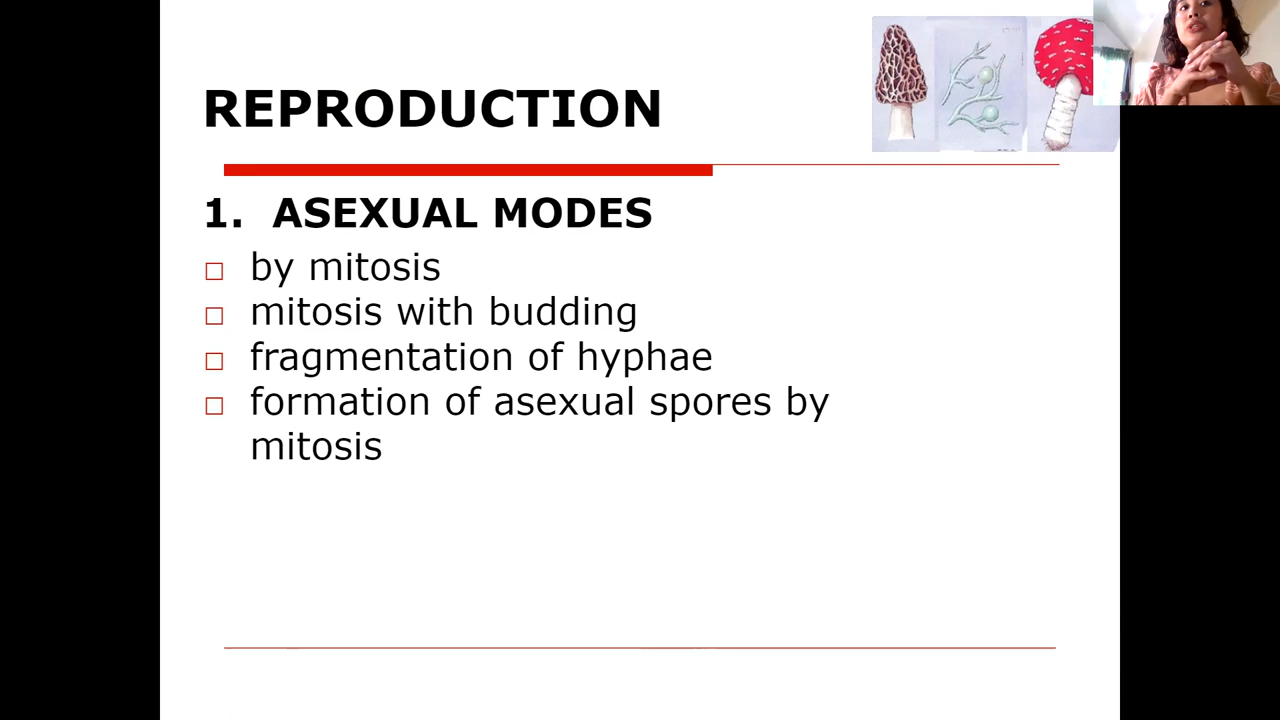 REPRODUCTION
1. ASEXUAL MODES
by mitosis
mitosis with budding
fragmentation of hyphae
formation of asexual spores by
mitosis